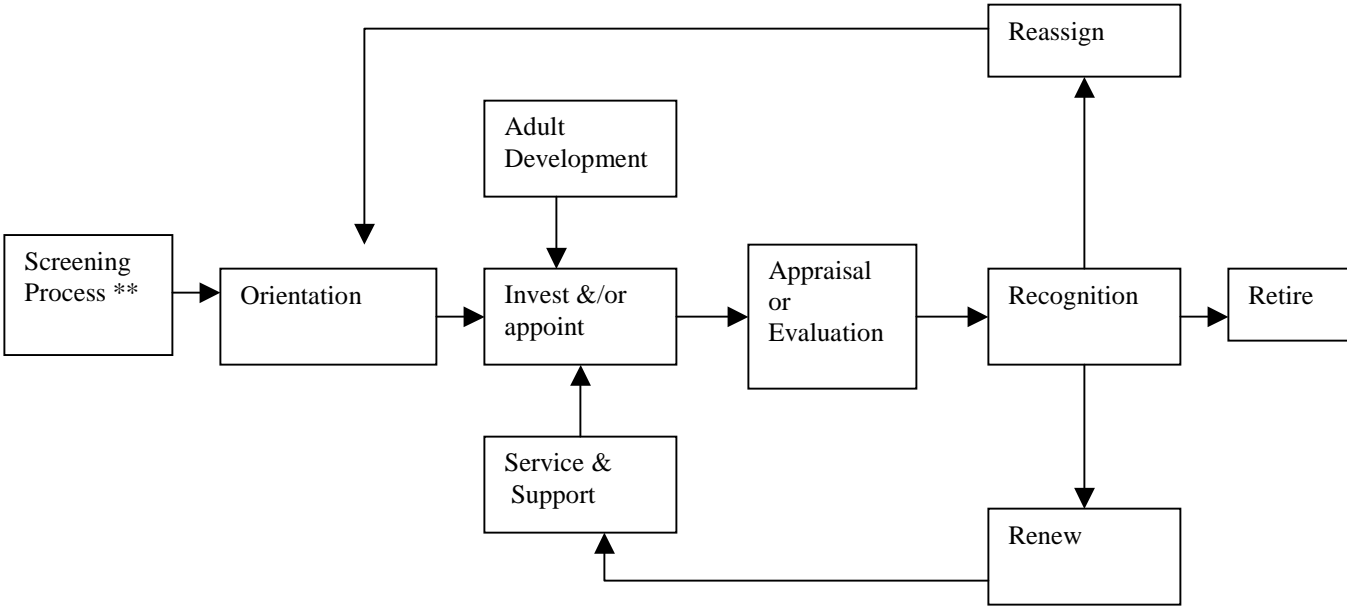 Reassign
Adult
Development
Screening
Process **
Orientation
Invest &/or
appoint
Appraisal
or
Evaluation
Recognition
Retire
Service &
Support
Renew